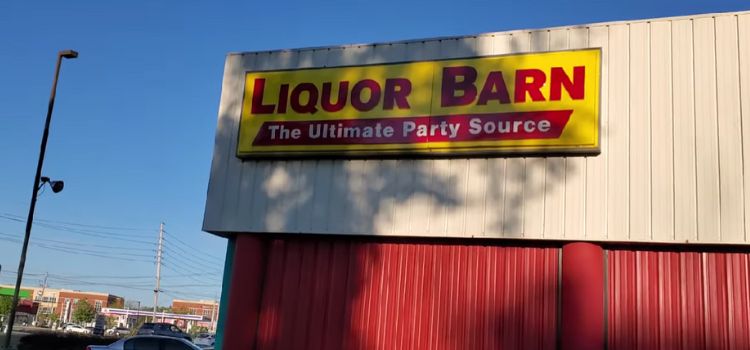 LIQUOR BARN
The Ultimate Party Source